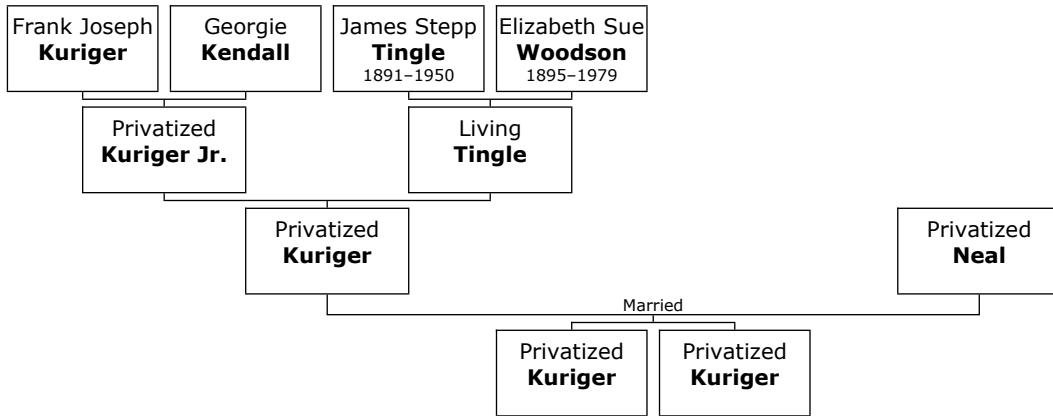 Frank Joseph
Kuriger
Georgie
Kendall
James Stepp
Tingle
1891–1950
Elizabeth Sue
Woodson
1895–1979
Privatized
Kuriger Jr.
Living
Tingle
Privatized
Kuriger
Privatized
Neal
Married
Privatized
Kuriger
Privatized
Kuriger